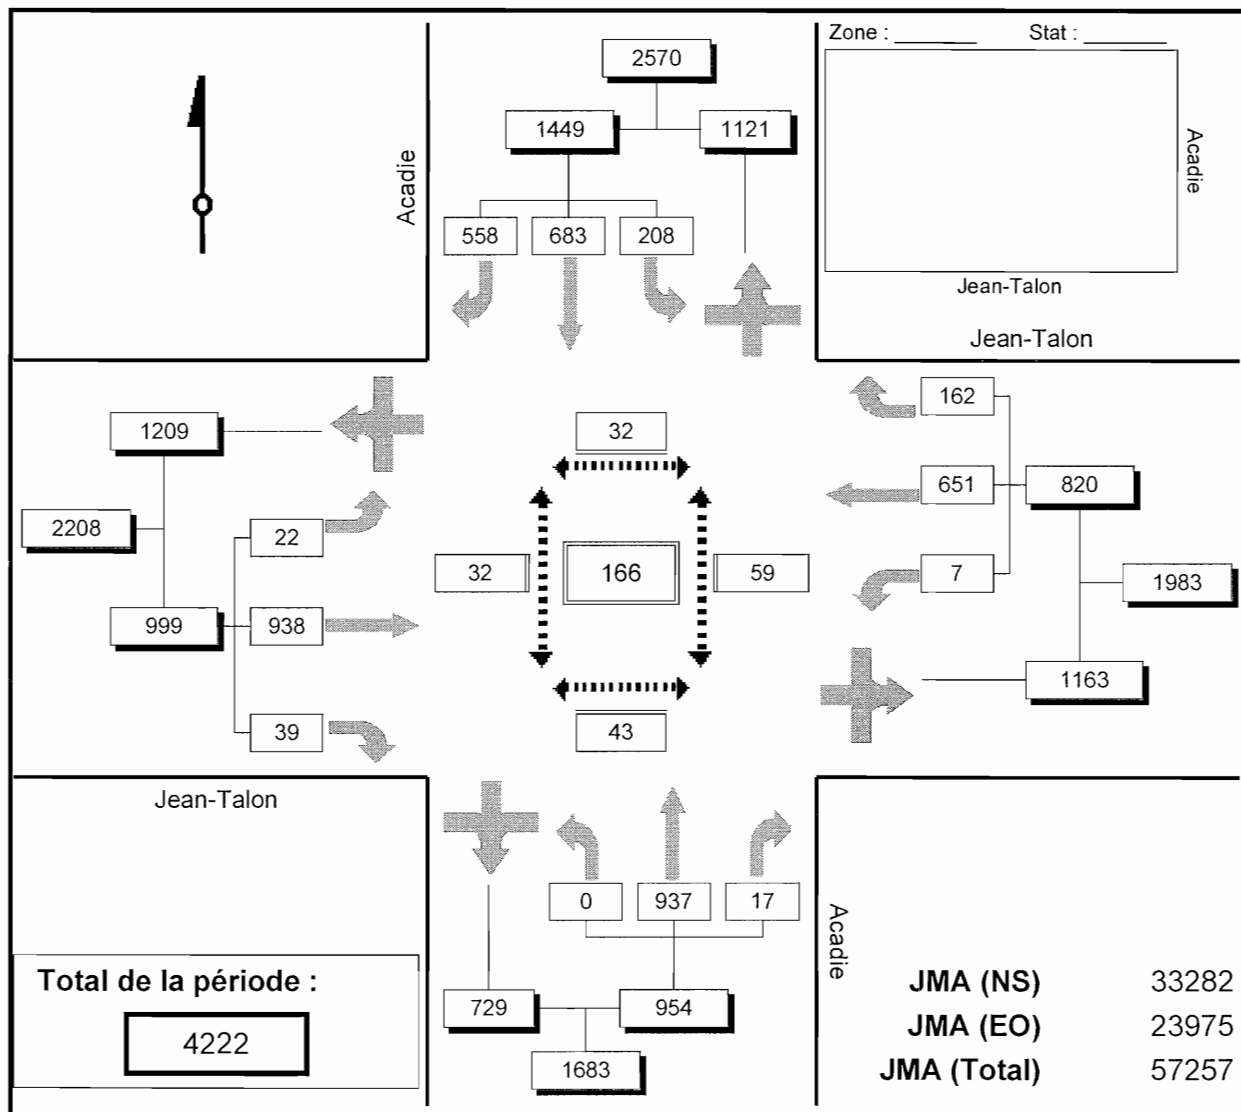 Zone : ______ Stat : ______
2570
1449 1121
Acadie
Acadie
558 683 208
Jean-Talon
Jean-Talon
162
1209
32
651 820
2208
22
32 166 59
7
1983
999 938
1163
39
43
Jean-Talon
0 937 17
Acadie
Total de la période :
729 954
4222
1683
JMA (NS) 33282
JMA (EO) 23975
JMA (Total) 57257